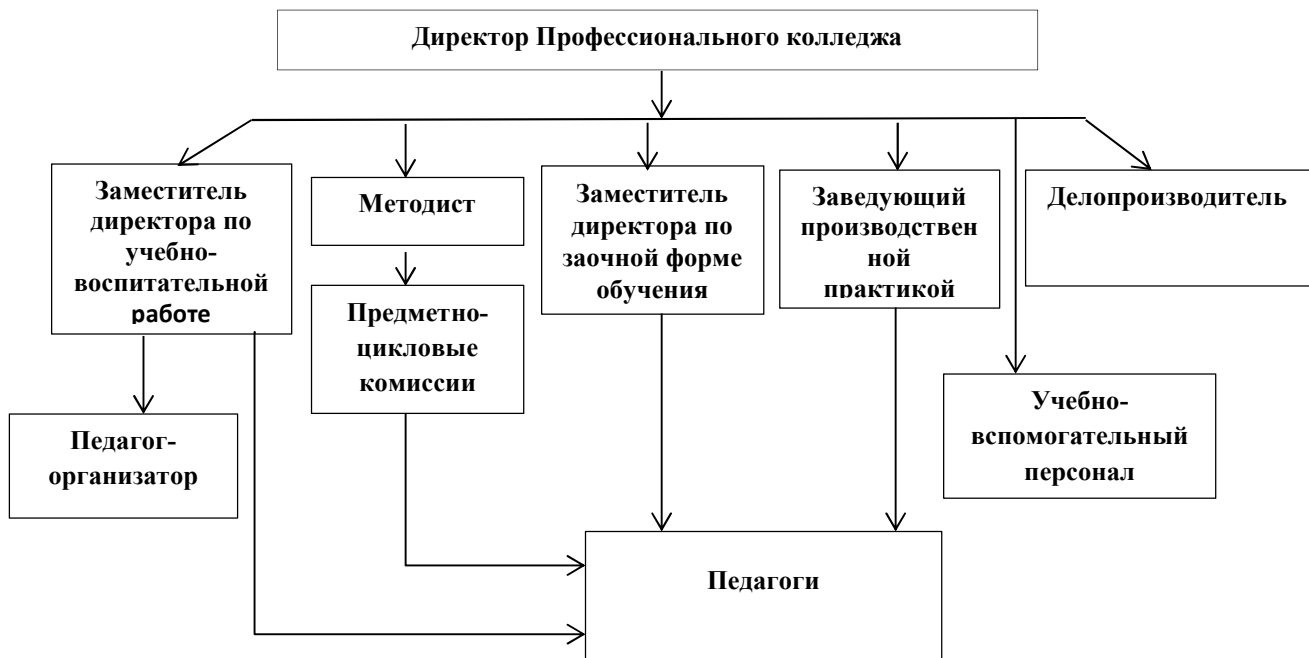 Директор Профессионального колледжа
Заместитель
директора по
учебно-
воспитательной
работе
Методист
Заместитель
директора по
заочной форме
обучения
Заведующий
производствен
ной
практикой
Делопроизводитель
Предметно-
цикловые
комиссии
Педагог-
организатор
Учебно-
вспомогательный
персонал
Педагоги